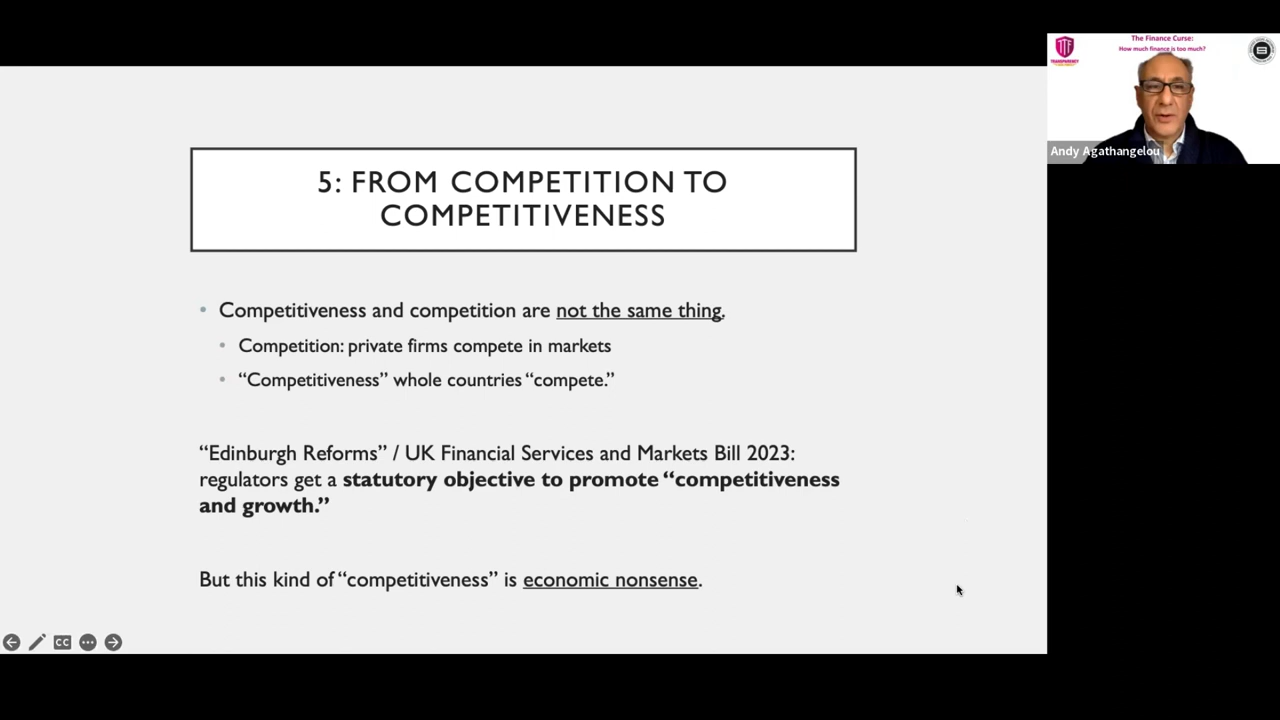 The Finance Curse:
How much finance is too much?
TRANSPARENCY
Andy Agathangelou
5: FROM COMPETITION TO
COMPETITIVENESS
• Competitiveness and competition are not the same thing.
• Competition: private firms compete in markets
• “Competitiveness” whole countries “compete.”
“Edinburgh Reforms” / UK Financial Services and Markets Bill 2023:
regulators get a statutory objective to promote “competitiveness
and growth.”
But this kind of “competitiveness” is economic nonsense.
CC